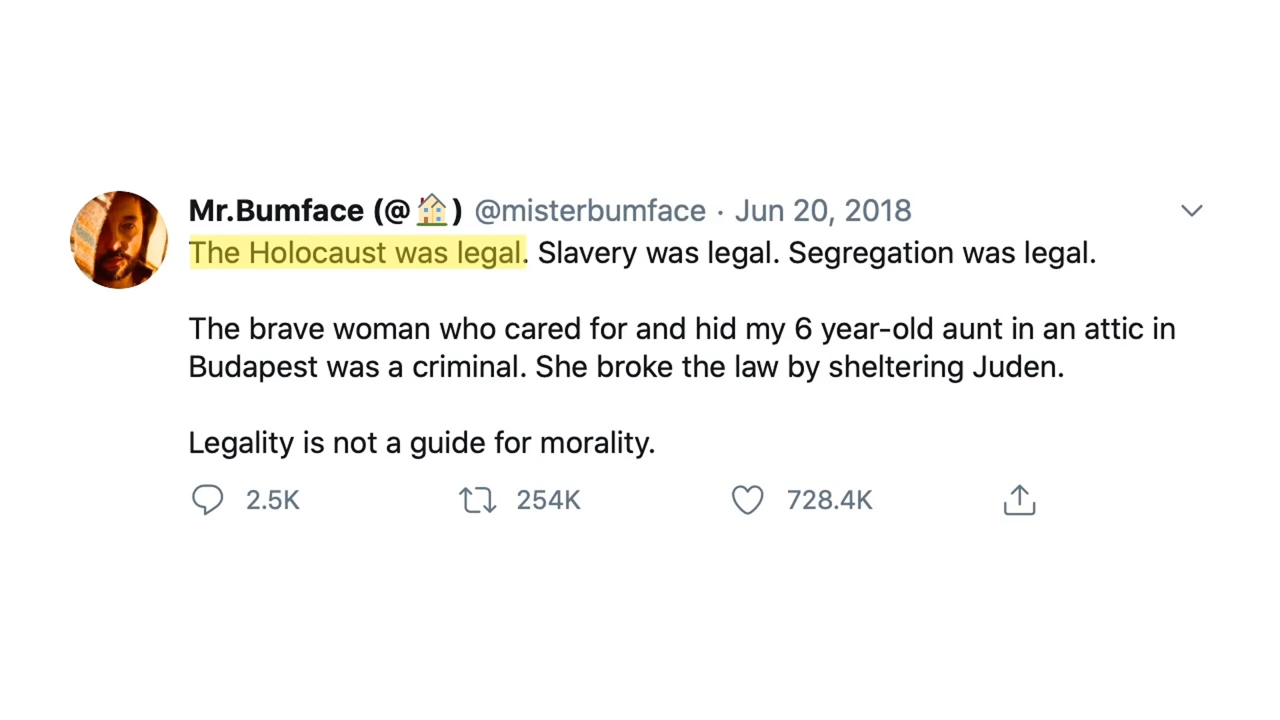 Mr.Bumface (@🏡) @misterbumface · Jun 20, 2018
The Holocaust was legal. Slavery was legal. Segregation was legal.
The brave woman who cared for and hid my 6 year-old aunt in an attic in
Budapest was a criminal. She broke the law by sheltering Juden.
Legality is not a guide for morality.
2.5K 254K 728.4K